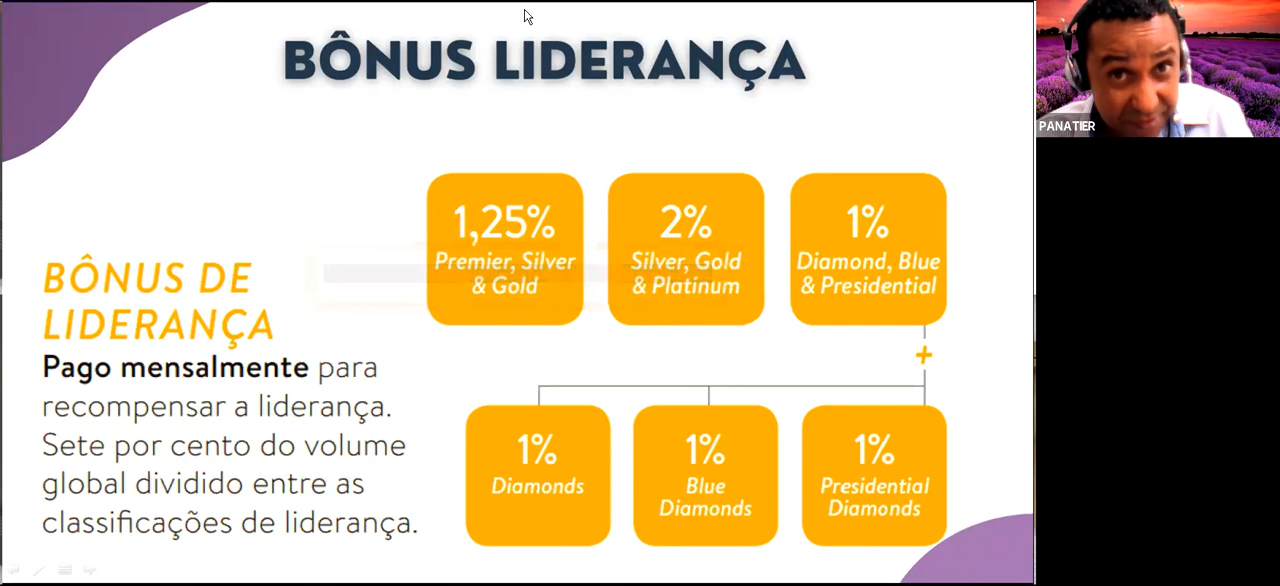 BÔNUS LIDERANÇA
PANATIER
1,25%
Premier, Silver
& Gold
2%
Silver, Gold
& Platinum
1%
Diamond, Blue
& Presidential
BÔNUS DE
LIDERANÇA
Pago mensalmente para
recompensar a liderança.
Sete por cento do volume
global dividido entre as
classificações de liderança.
+
1%
Diamonds
1%
Blue
Diamonds
1%
Presidential
Diamonds